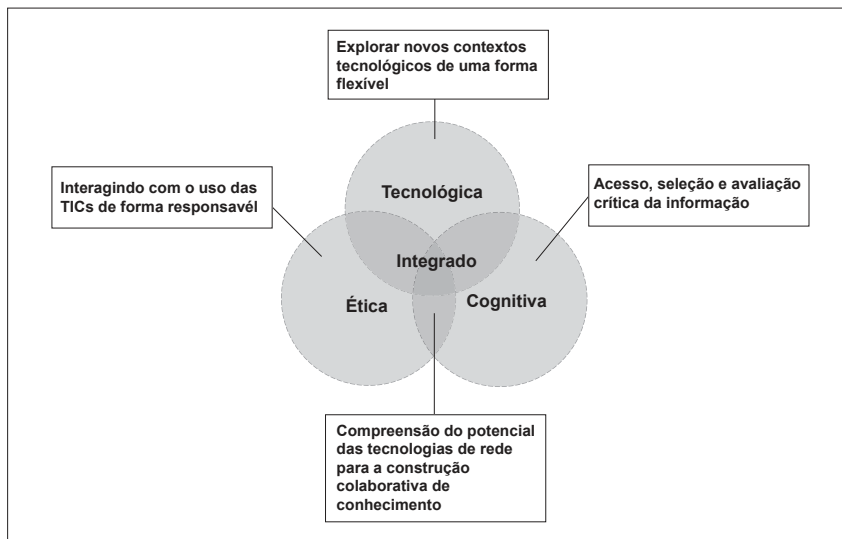 Explorar novos contextos
tecnológicos de uma forma
flexível
Interagindo com o uso das
TICs de forma responsavél
Tecnológica
Acesso, seleção e avaliação
crítica da informação
Integrado
Ética
Cognitiva
Compreensão do potencial
das tecnologias de rede
para a construção
colaborativa de
conhecimento